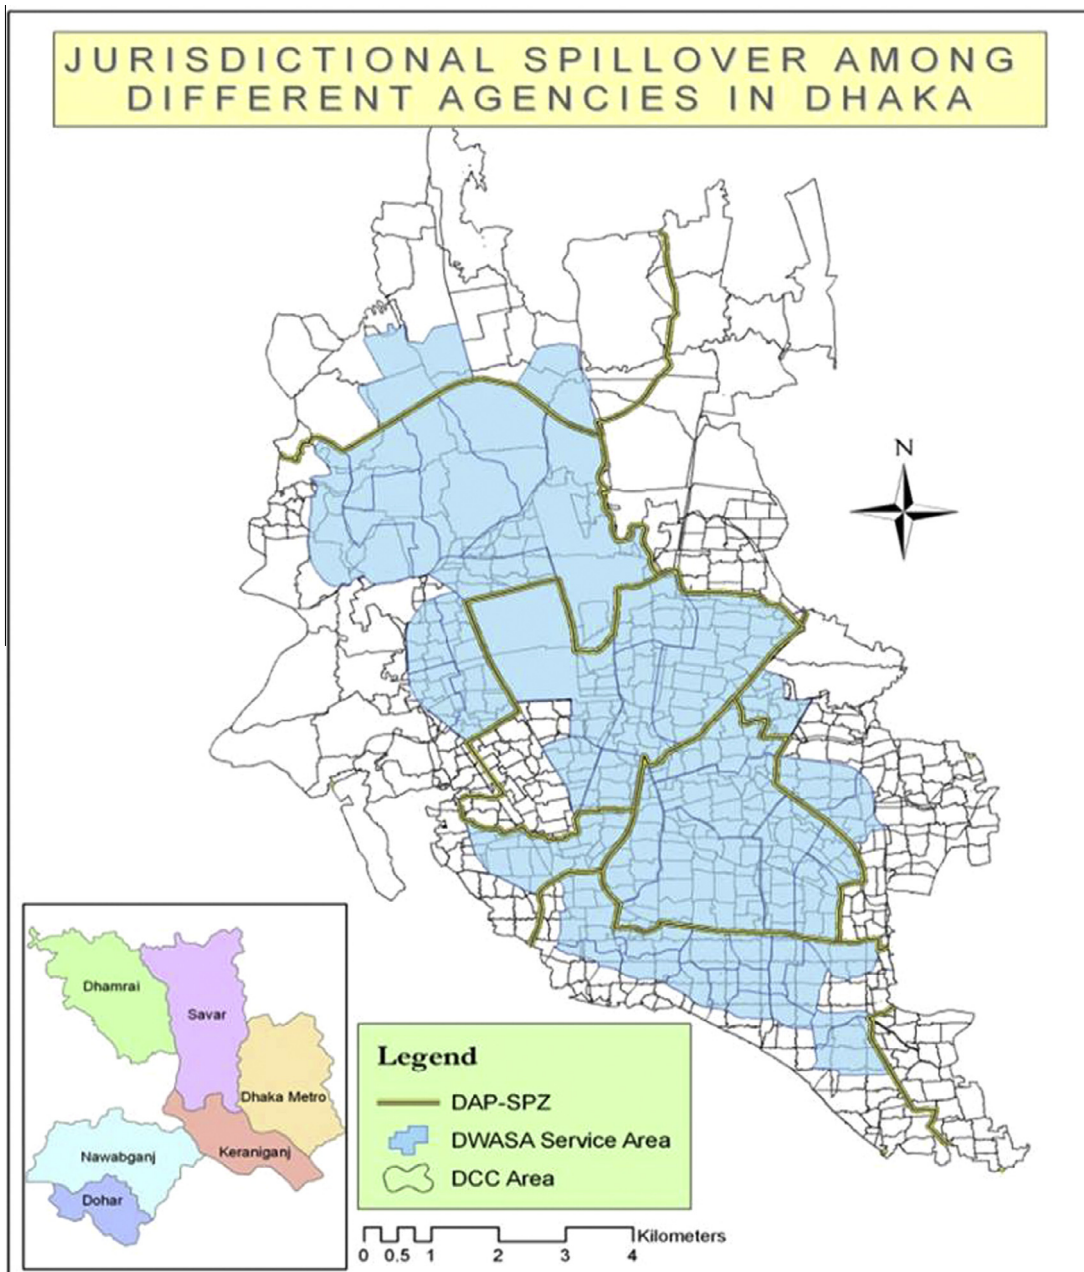 JURISDICTIONAL SPILLOVER AMONG
DIFFERENT AGENCIES IN DHAKA
N
Dhamrai
Savar
Dhaka Metro
Keraniganj
Nawabganj
Dohar
Legend
DAP-SPZ
DWASA Service Area
DCC Area
Kilometers
0 0.5 1 2 3 4